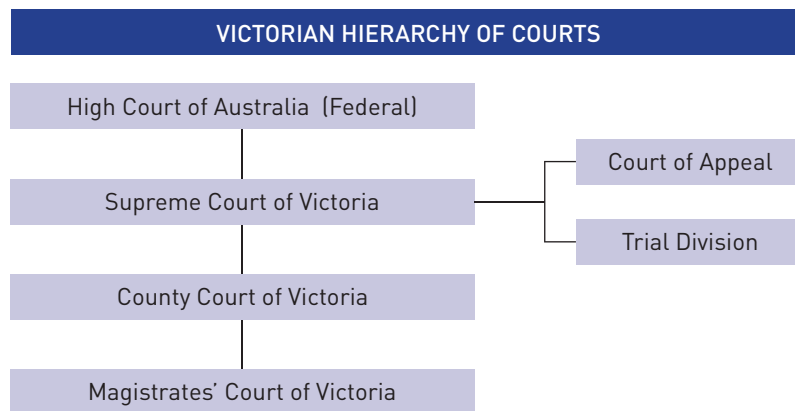 VICTORIAN HIERARCHY OF COURTS
High Court of Australia (Federal)
Supreme Court of Victoria
Court of Appeal
Trial Division
County Court of Victoria
Magistrates’ Court of Victoria